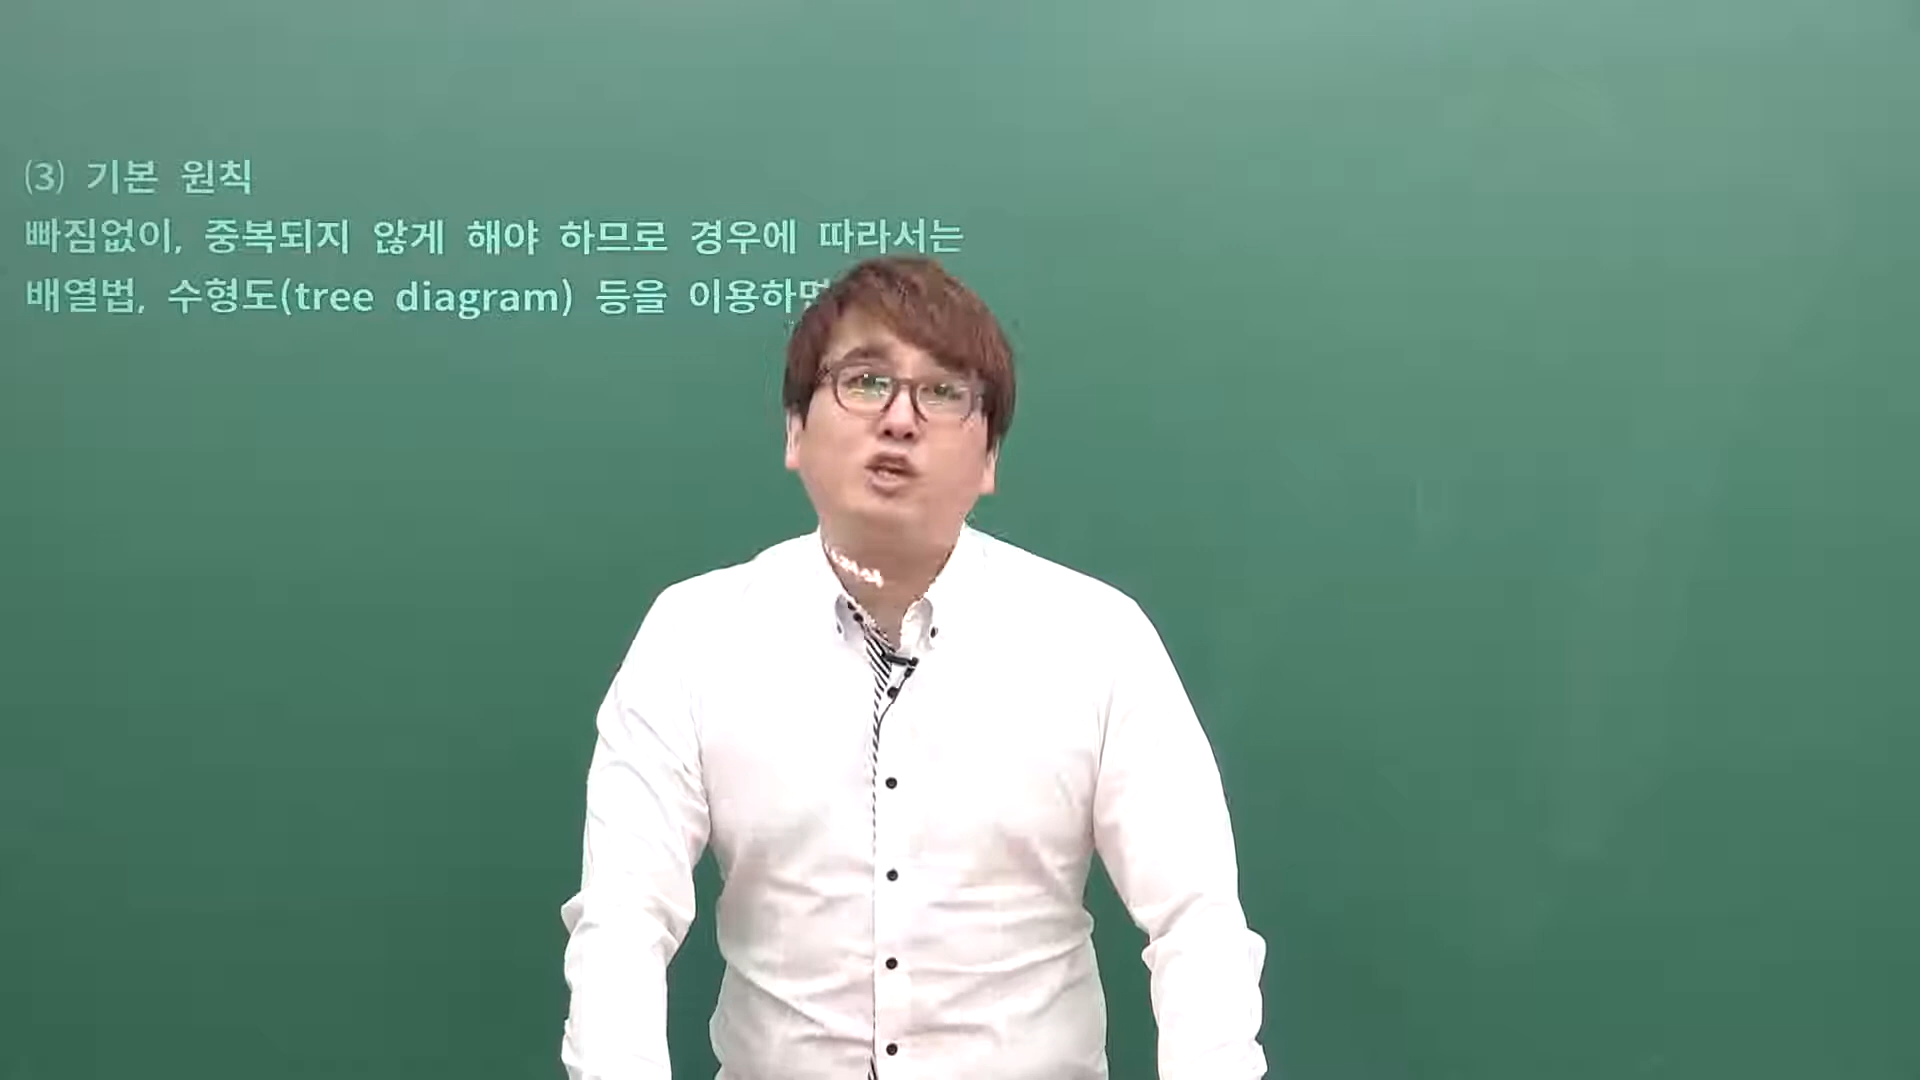 (3) 기본 원칙
빠짐없이, 중복되지 않게 해야 하므로 경우에 따라서는
배열법, 수형도(tree diagram) 등을 이용하면